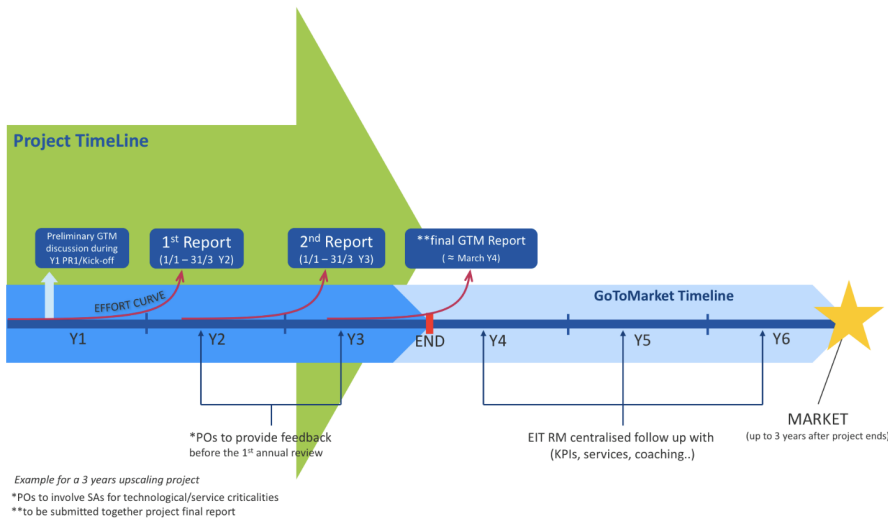 Project TimeLine
Preliminary GTM
discussion during
Y1 PR1/Kick-off
1st Report
(1/1 – 31/3 Y2)
2nd Report
(1/1 – 31/3 Y3)
**final GTM Report
( ≈ March Y4)
EFFORT CURVE
GoToMarket Timeline
Y1
Y2
Y3
END
Y4
Y5
Y6
*POs to provide feedback
before the 1st annual review
EIT RM centralised follow up with
(KPIs, services, coaching..)
MARKET
(up to 3 years after project ends)
Example for a 3 years upscaling project
*POs to involve SAs for technological/service criticalities
**to be submitted together project final report